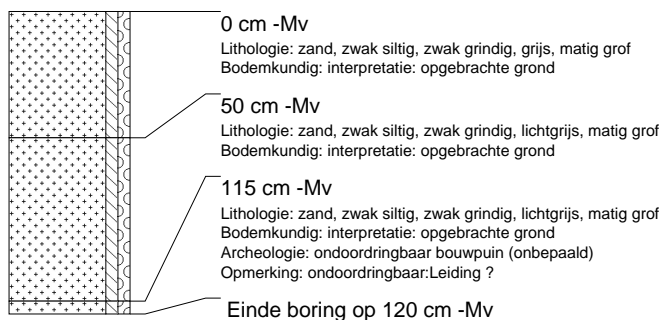 0 cm -Mv
Lithologie: zand, zwak siltig, zwak grindig, grijs, matig grof
Bodemkundig: interpretatie: opgebrachte grond
50 cm -Mv
Lithologie: zand, zwak siltig, zwak grindig, lichtgrijs, matig grof
Bodemkundig: interpretatie: opgebrachte grond
115 cm -Mv
Lithologie: zand, zwak siltig, zwak grindig, lichtgrijs, matig grof
Bodemkundig: interpretatie: opgebrachte grond
Archeologie: ondoordringbaar bouwpuin (onbepaald)
Opmerking: ondoordringbaar:Leiding ?
Einde boring op 120 cm -Mv